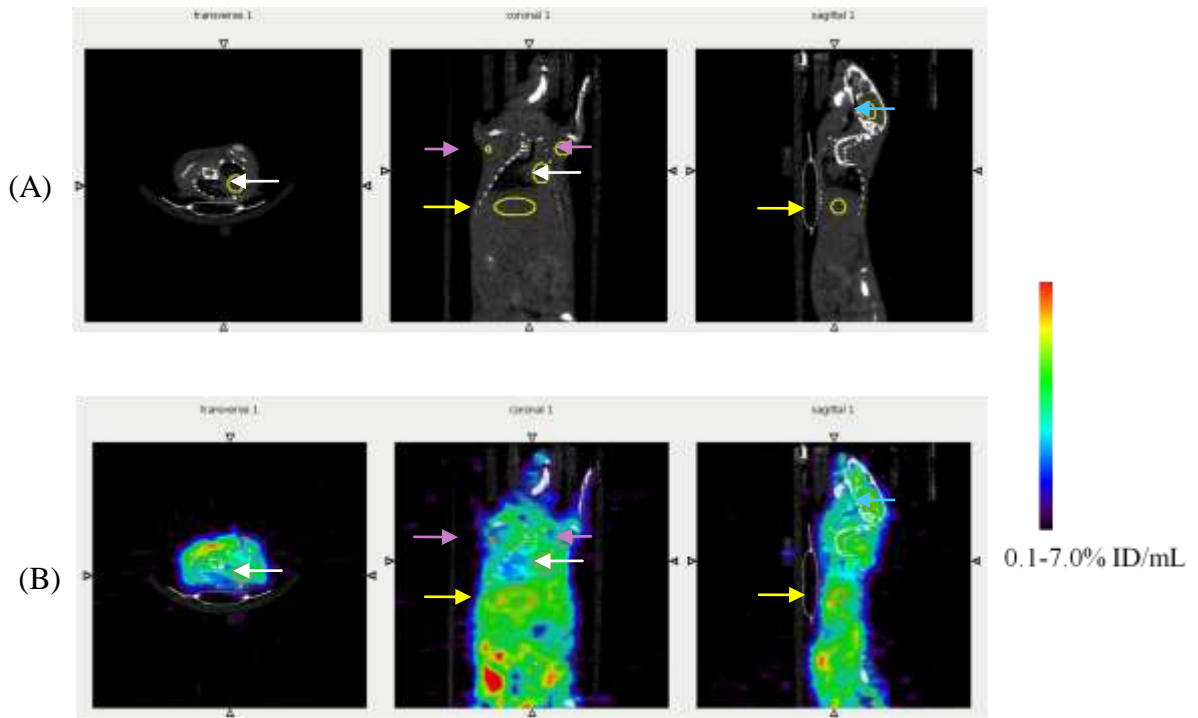 transverse 1
coronal 1
sagittal 1
(A)
transverse 1
coronal 1
sagittal 1
(B)
0.1-7.0% ID/mL